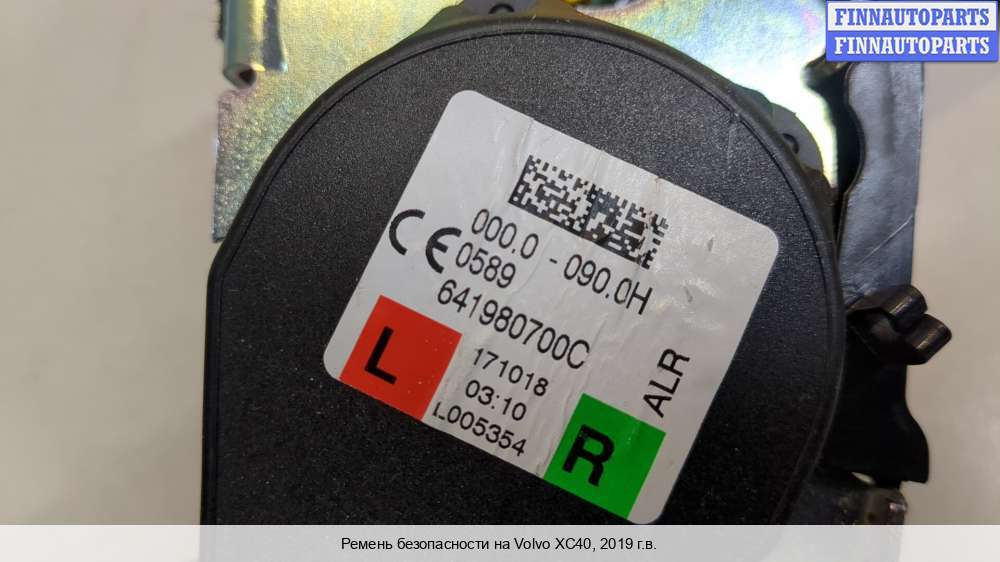 FINNAUTOPARTS
FINNAUTOPARTS
000.0 - 090.0H
CE 0589
641980700C
171018
03:10
L005354
L
R
ALR
Ремень безопасности на Volvo XC40, 2019 г.в.